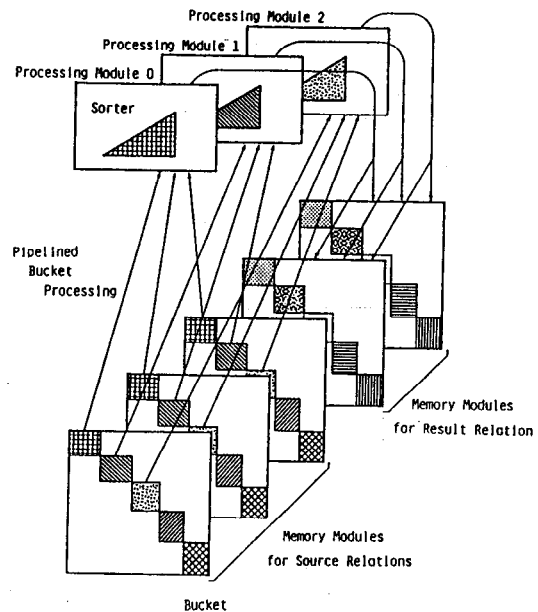 Processing Module 2
Processing Module 1
Processing Module 0
Sorter
Pipelined
Bucket
Processing
Memory Modules
for Result Relation
Memory Modules
for Source Relations
Bucket